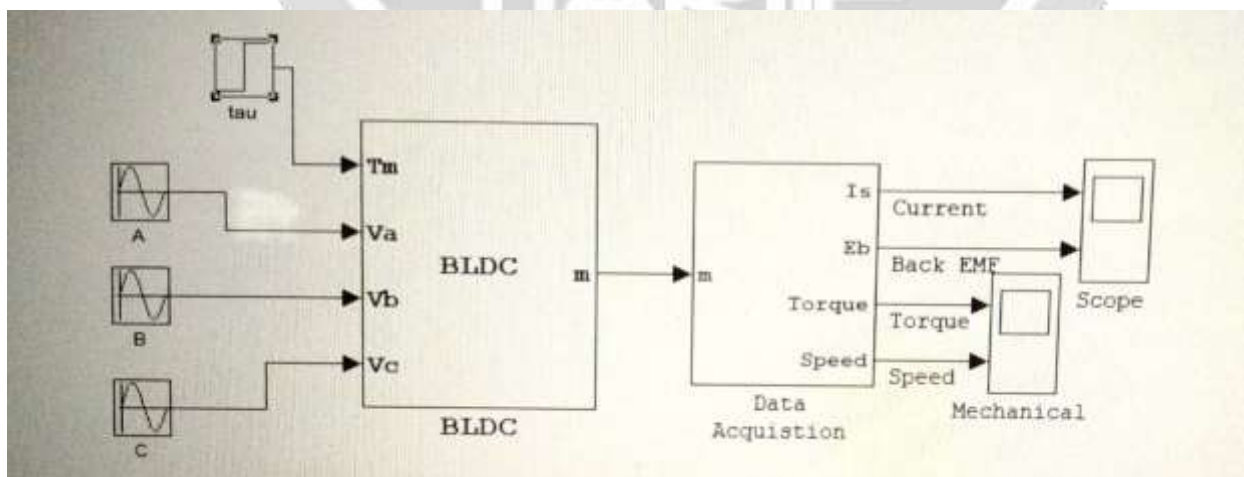 tau
Tm
A
Va
BLDC
m
B
Vb
C
Vc
BLDC
m
Is
Current
Eb
Back EMF
Torque
Torque
Speed
Speed
Data
Acquistion
Scope
Mechanical